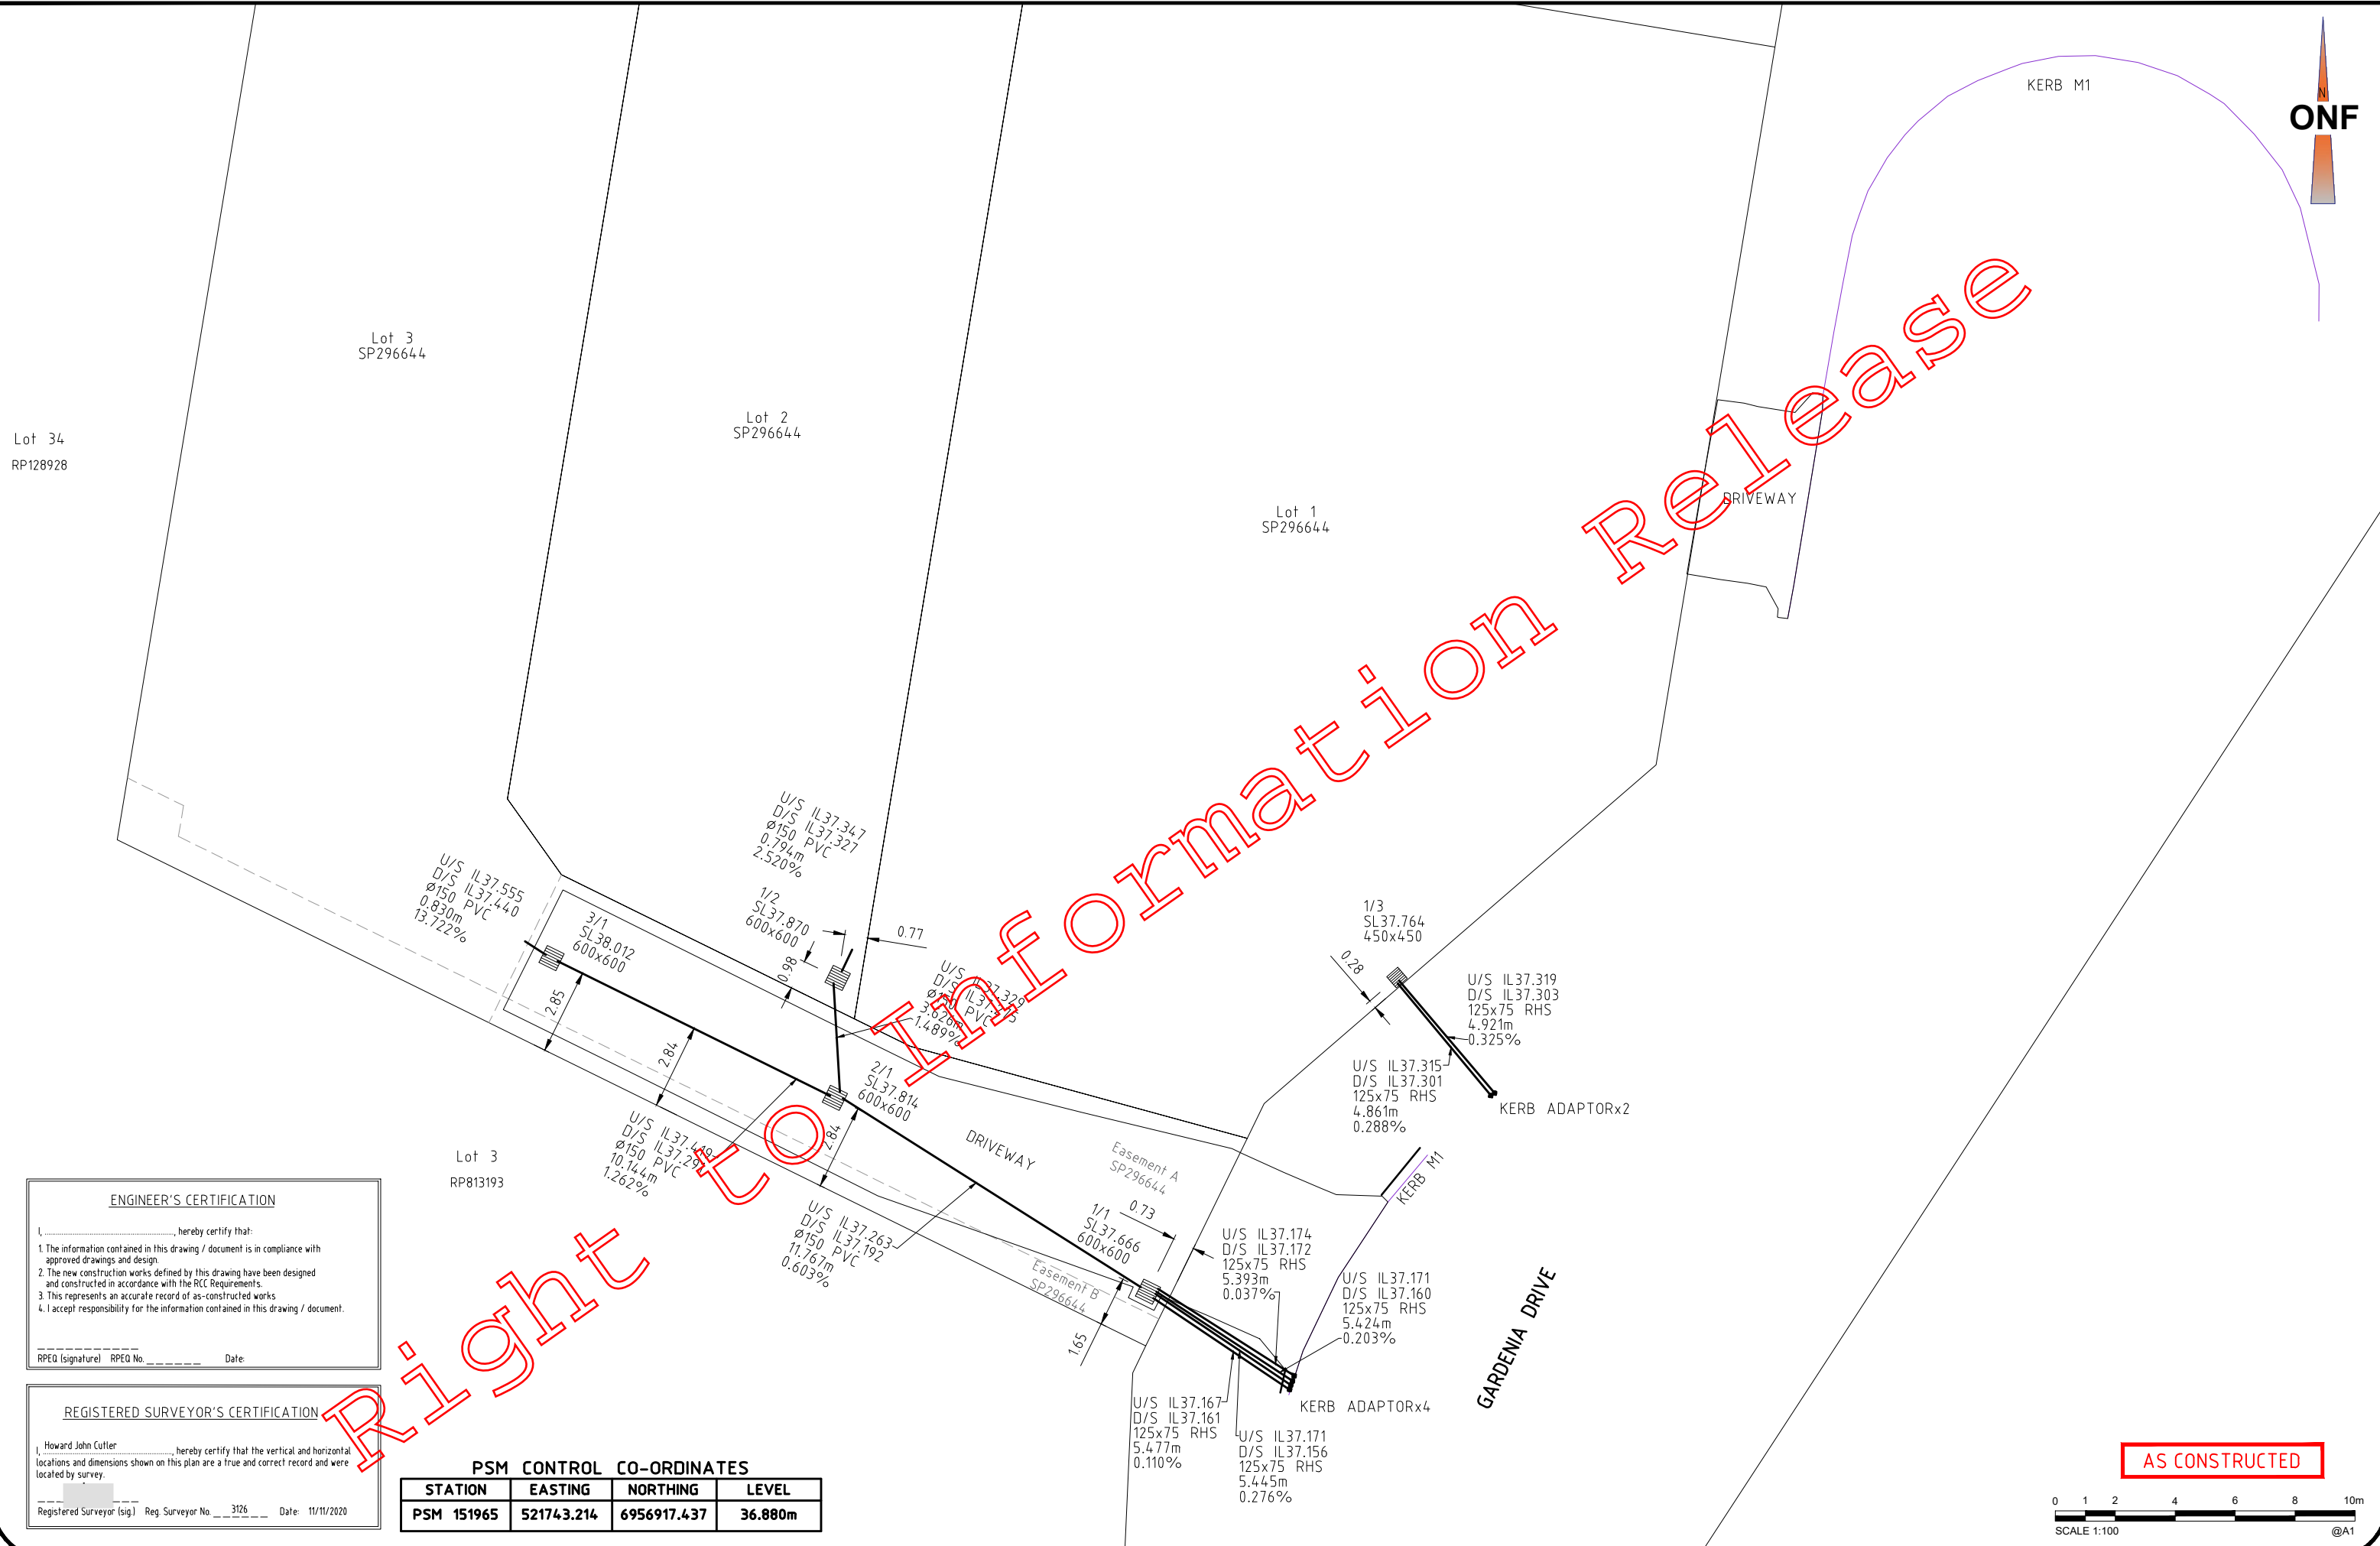 KERB M1
N
ONF
Lot 3
SP296644
Lot 2
SP296644
Lot 34
RP128928
Lot 1
SP296644
DRIVEWAY
Right to Information Release
U/S IL37.347
D/S IL37.327
Ø150 PVC
0.794m
2.520%
1/2
SL37.870
600x600
0.77
0.98
U/S IL37.555
D/S IL37.440
Ø150 PVC
0.830m
13.722%
3/1
SL38.012
600x600
2.85
2.84
U/S IL37.329
D/S
Ø150 PVC
3.626m
1.489%
2/1
SL37.814
600x600
2.84
1/3
SL37.764
450x450
0.28
U/S IL37.319
D/S IL37.303
125x75 RHS
4.921m
0.325%
U/S IL37.315
D/S IL37.301
125x75 RHS
4.861m
0.288%
KERB ADAPTORx2
U/S
D/S
Ø150 PVC
10.144m
1.262%
DRIVEWAY
Easement A
SP296644
KERB M1
Lot 3
RP813193
U/S IL37.263
D/S IL37.192
Ø150 PVC
11.767m
0.603%
1/1
SL37.666
600x600
0.73
Easement B
SP296644
1.65
U/S IL37.174
D/S IL37.172
125x75 RHS
5.393m
0.037%
U/S IL37.171
D/S IL37.160
125x75 RHS
5.424m
0.203%
GARDENIA DRIVE
U/S IL37.167
D/S IL37.161
125x75 RHS
5.477m
0.110%
U/S IL37.171
D/S IL37.156
125x75 RHS
5.445m
0.276%
KERB ADAPTORx4
ENGINEER'S CERTIFICATION
I, ........................................, hereby certify that:
1. The information contained in this drawing / document is in compliance with
approved drawings and design.
2. The new construction works defined by this drawing have been designed
and constructed in accordance with the RCC Requirements.
3. This represents an accurate record of as-constructed works
4. I accept responsibility for the information contained in this drawing / document.
RPEQ (signature) RPEQ No. ______ Date:
REGISTERED SURVEYOR'S CERTIFICATION
I, Howard John Cutler, hereby certify that the vertical and horizontal
locations and dimensions shown on this plan are a true and correct record and were
located by survey.
Registered Surveyor (sig.) Reg. Surveyor No. 3126 Date: 11/11/2020
PSM CONTROL CO-ORDINATES
STATION EASTING NORTHING LEVEL
PSM 151965 521743.214 6956917.437 36.880m
AS CONSTRUCTED
0 1 2 4 6 8 10m
SCALE 1:100 @A1